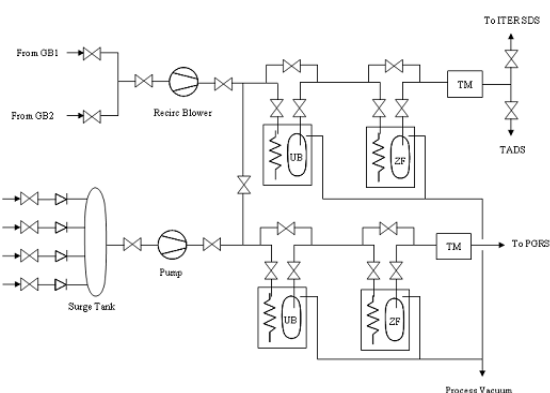 To ITER SDS
From GB1
TM
Recirc Blower
From GB2
TADS
UB
ZF
TM
To PGRS
Pump
Surge Tank
UB
ZF
Process Vacuum